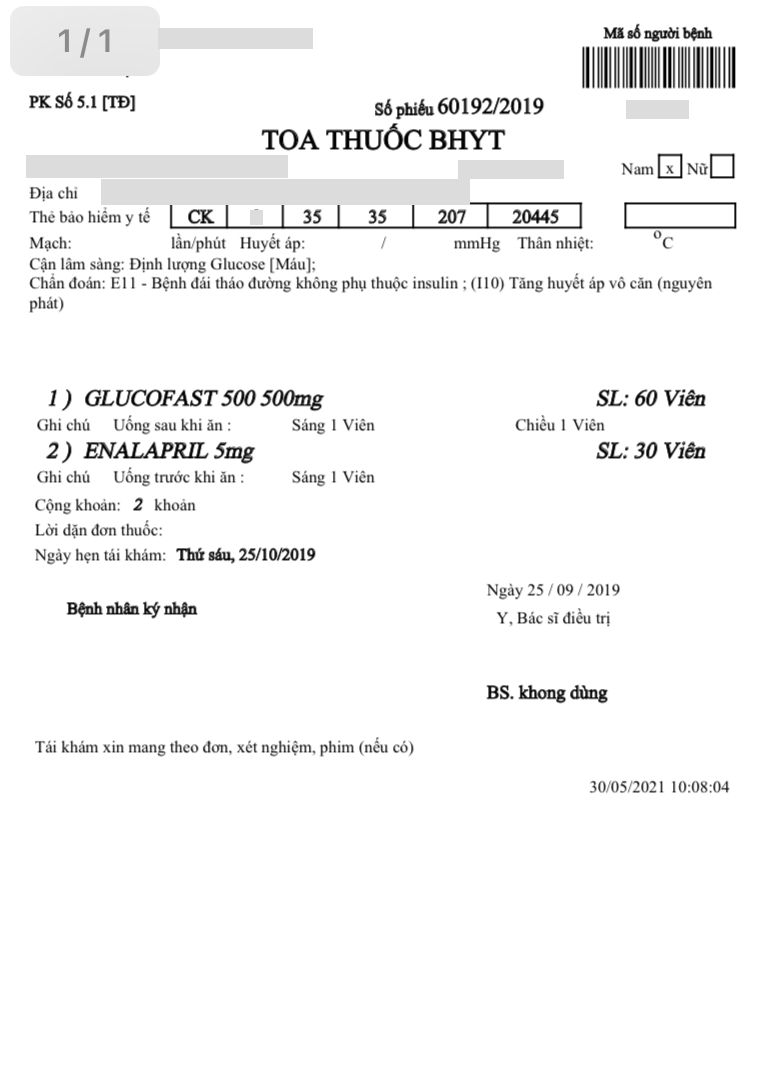 1/1
Mã số người bệnh
PK Số 5.1 [TĐ]
Số phiếu 60192/2019
TOA THUỐC BHYT
Nam x Nữ
Địa chỉ
Thẻ bảo hiểm y tế CK 35 35 207 20445
Mạch: lần/phút Huyết áp: / mmHg Thân nhiệt: °C
Cận lâm sàng: Định lượng Glucose [Máu];
Chẩn đoán: E11 - Bệnh đái tháo đường không phụ thuộc insulin ; (I10) Tăng huyết áp vô căn (nguyên
phát)
1 ) GLUCOFAST 500 500mg SL: 60 Viên
Ghi chú Uống sau khi ăn : Sáng 1 Viên Chiều 1 Viên
2 ) ENALAPRIL 5mg SL: 30 Viên
Ghi chú Uống trước khi ăn : Sáng 1 Viên
Cộng khoản: 2 khoản
Lời dặn đơn thuốc:
Ngày hẹn tái khám: Thứ sáu, 25/10/2019
Ngày 25 / 09 / 2019
Bệnh nhân ký nhận
Y, Bác sĩ điều trị
BS. khong dùng
Tái khám xin mang theo đơn, xét nghiệm, phim (nếu có)
30/05/2021 10:08:04